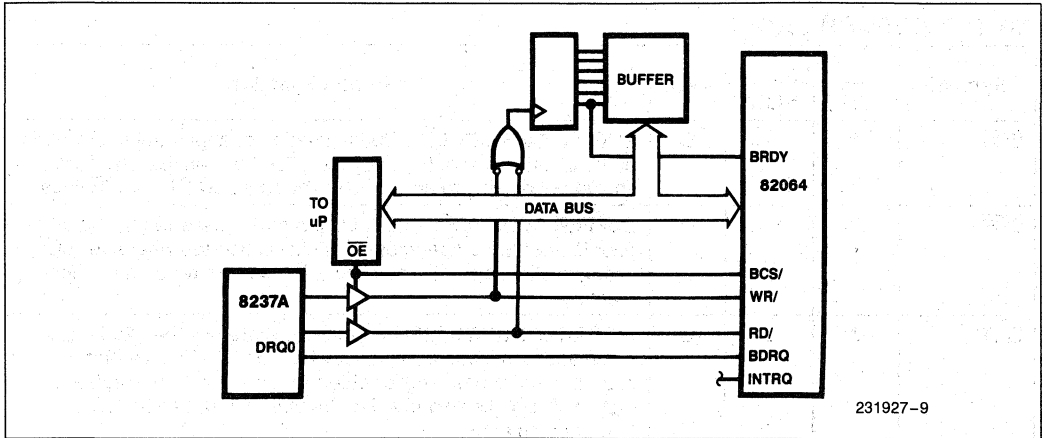 BUFFER
BRDY
82064
TO
uP
DATA BUS
OE
BCS/
8237A
WR/
DRQ0
RD/
BDRQ
INTRQ
231927–9